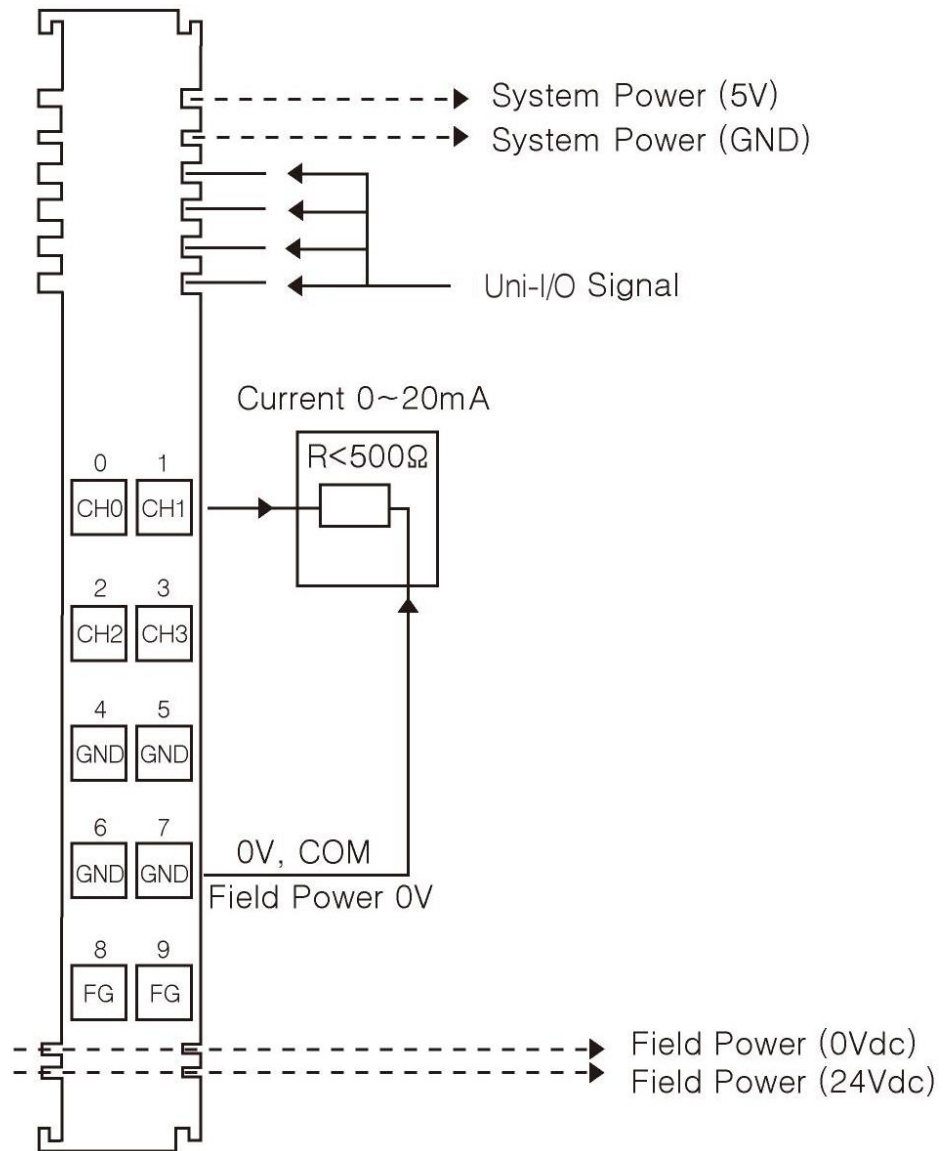 System Power (5V)
System Power (GND)
Uni-I/O Signal
Current 0~20mA
R<500Ω
0 1
CH0 CH1
2 3
CH2 CH3
4 5
GND GND
6 7
GND GND
0V, COM
Field Power 0V
8 9
FG FG
Field Power (0Vdc)
Field Power (24Vdc)